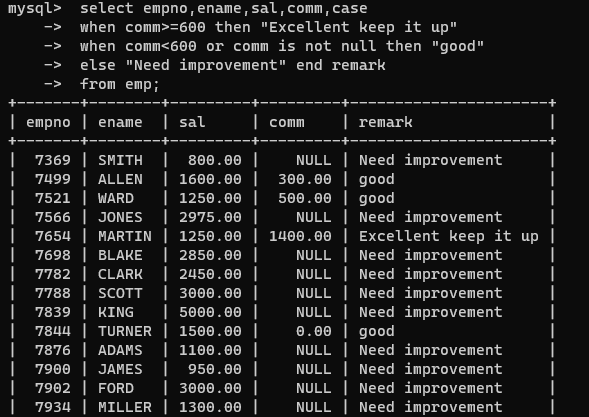 mysql>  select empno,ename,sal,comm,case
    ->  when comm>=600 then "Excellent keep it up"
    ->  when comm<600 or comm is not null then "good"
    ->  else "Need improvement" end remark
    ->  from emp;
+-------+--------+---------+---------+----------------------+
| empno | ename  | sal     | comm    | remark               |
+-------+--------+---------+---------+----------------------+
|  7369 | SMITH  |  800.00 |    NULL | Need improvement     |
|  7499 | ALLEN  | 1600.00 |  300.00 | good                 |
|  7521 | WARD   | 1250.00 |  500.00 | good                 |
|  7566 | JONES  | 2975.00 |    NULL | Need improvement     |
|  7654 | MARTIN | 1250.00 | 1400.00 | Excellent keep it up |
|  7698 | BLAKE  | 2850.00 |    NULL | Need improvement     |
|  7782 | CLARK  | 2450.00 |    NULL | Need improvement     |
|  7788 | SCOTT  | 3000.00 |    NULL | Need improvement     |
|  7839 | KING   | 5000.00 |    NULL | Need improvement     |
|  7844 | TURNER | 1500.00 |    0.00 | good                 |
|  7876 | ADAMS  | 1100.00 |    NULL | Need improvement     |
|  7900 | JAMES  |  950.00 |    NULL | Need improvement     |
|  7902 | FORD   | 3000.00 |    NULL | Need improvement     |
|  7934 | MILLER | 1300.00 |    NULL | Need improvement     |